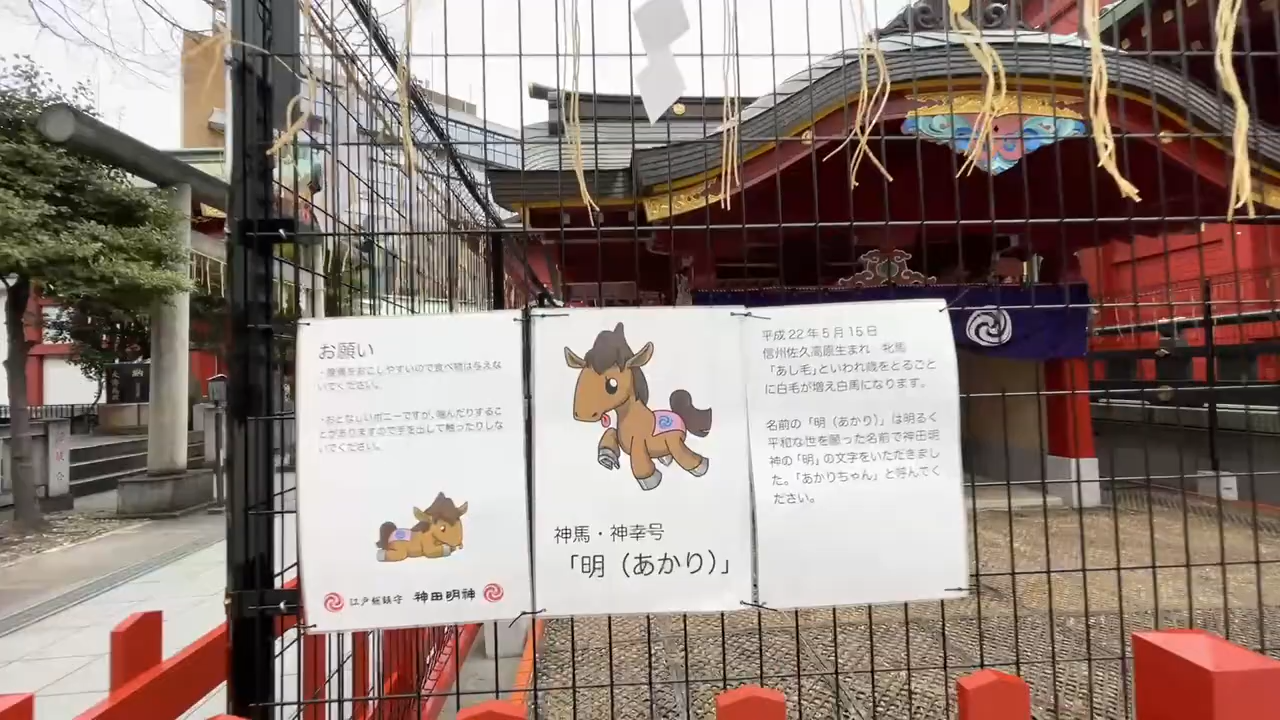 お願い
・腹痛をおこしやすいので食べ物は与えな
いでください。
・おとなしいポニーですが、噛んだりするこ
とがありますので手を出して触ったりしな
いでください。
江戸総鎮守 神田明神
神馬・神幸号
「明（あかり）」
平成22年5月15日
信州佐久高原生まれ 牝馬
「あし毛」といわれ歳をとるごと
に白毛が増え白馬になります。
名前の「明（あかり）」は明るく
平和な世を願った名前で神田明
神の「明」の文字をいただきまし
た。「あかりちゃん」と呼んでく
ださい。